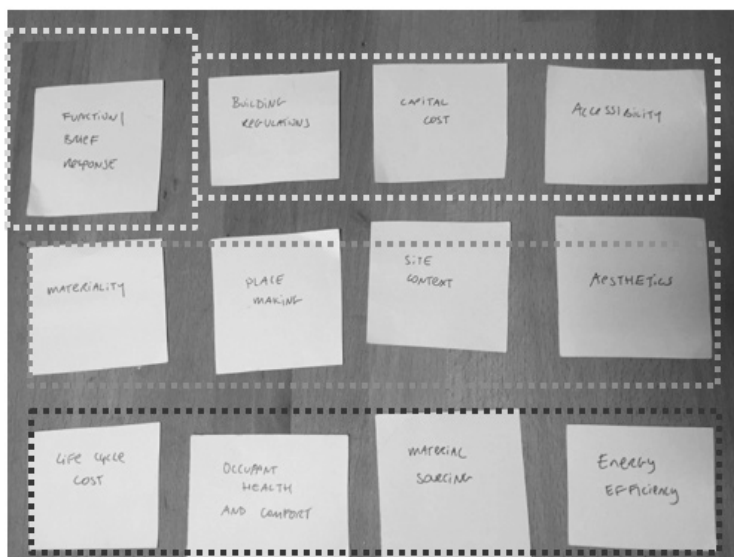 FUNCTION/
BRIEF
RESPONSE
BUILDING
REGULATIONS
CAPITAL
COST
ACCESSIBILITY
MATERIALITY
PLACE
MAKING
SITE
CONTEXT
AESTHETICS
LIFE CYCLE
COST
OCCUPANT
HEALTH
AND COMFORT
MATERIAL
SOURCING
ENERGY
EFFICIENCY